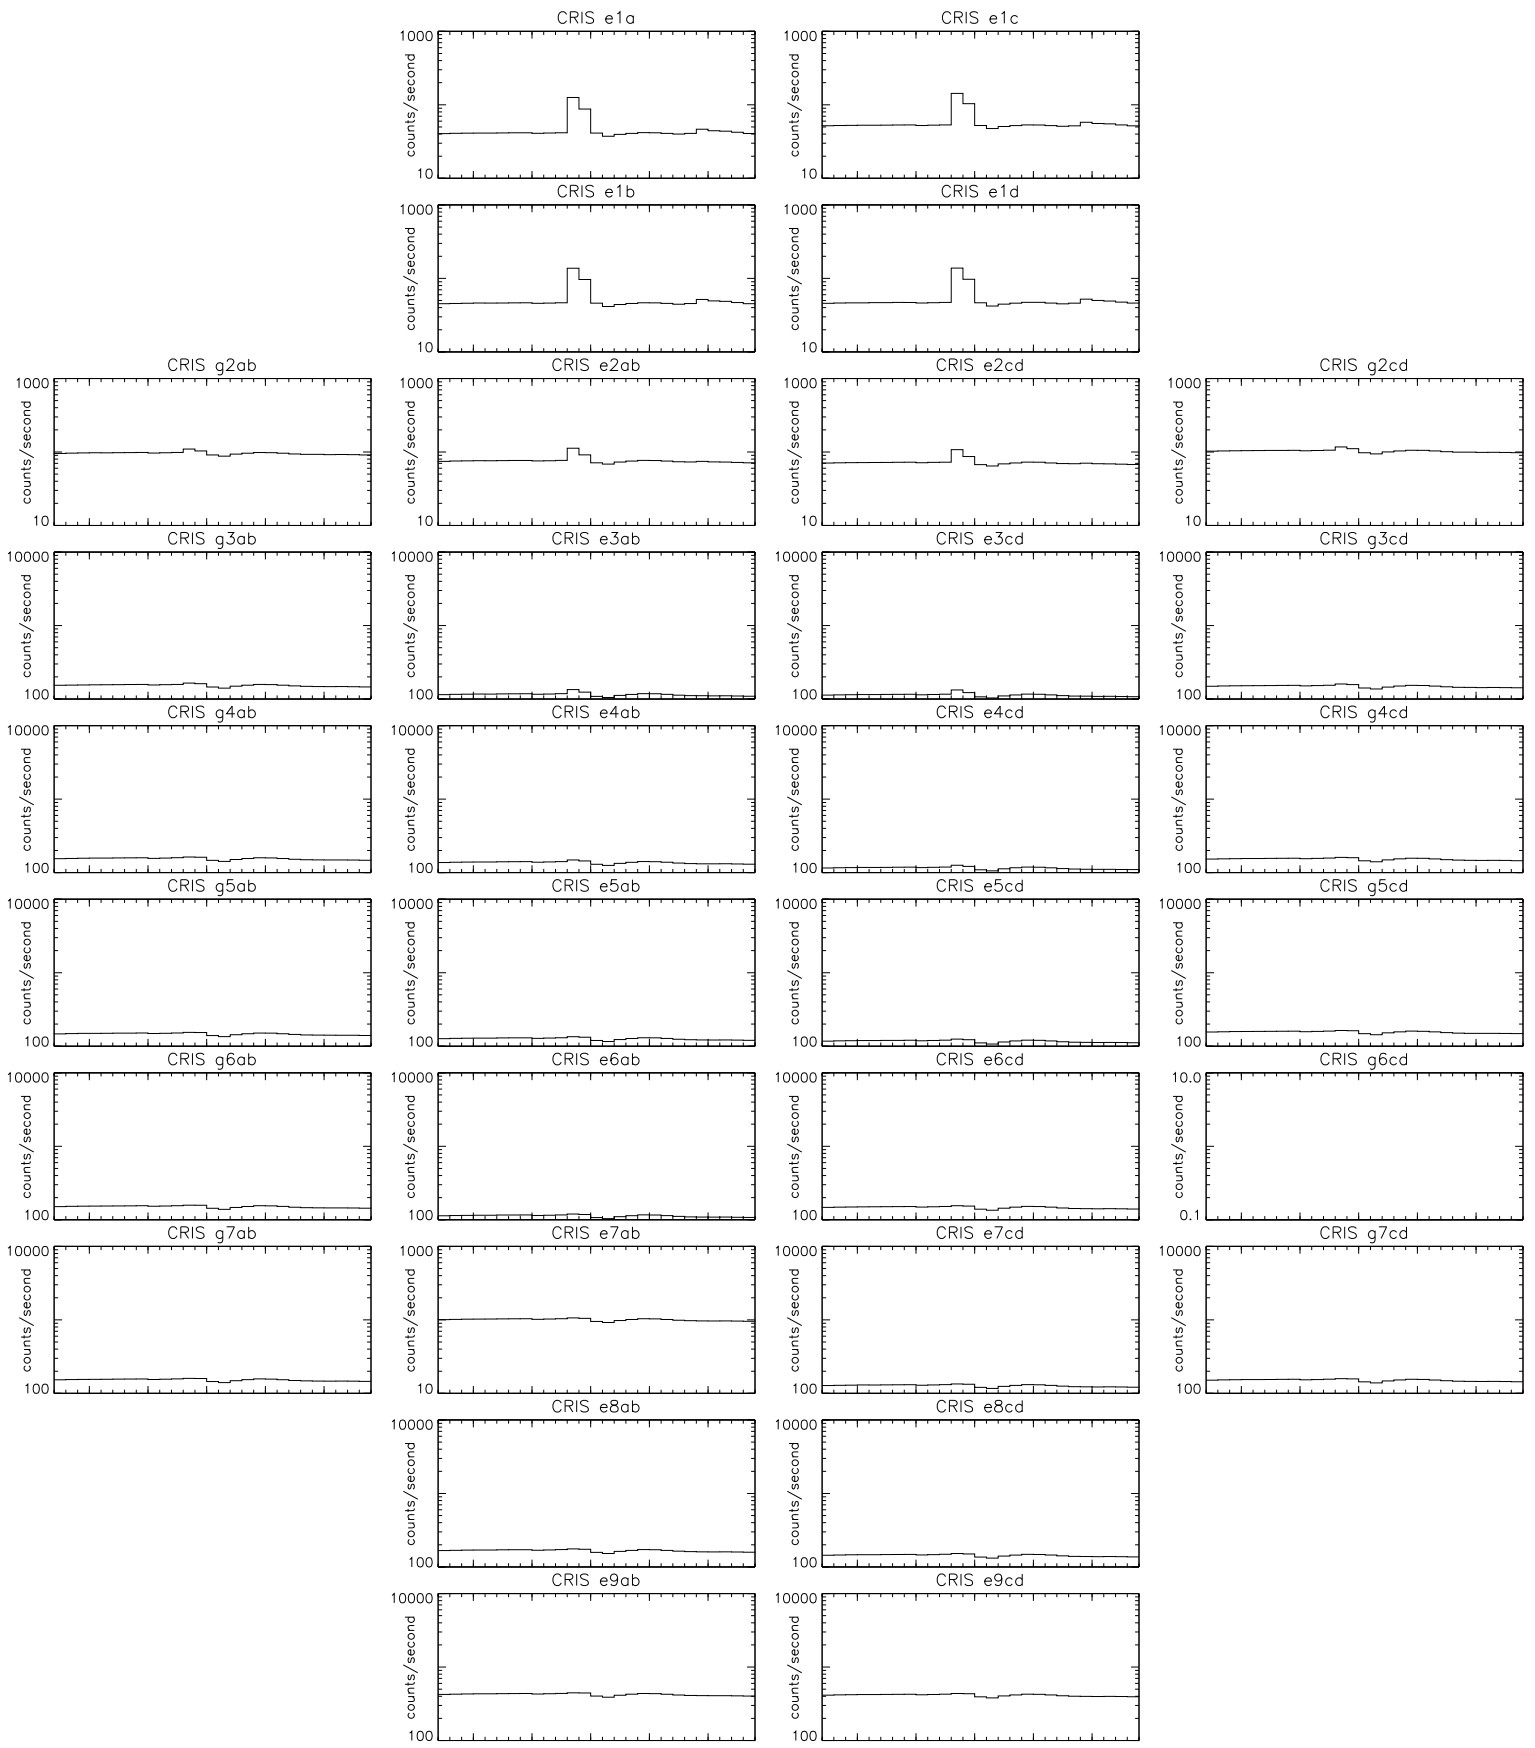 CRIS e1a
1000
counts/second
10
CRIS e1c
1000
counts/second
10
CRIS e1b
1000
counts/second
10
CRIS e1d
1000
counts/second
10
CRIS g2ab
1000
counts/second
10
CRIS e2ab
1000
counts/second
10
CRIS e2cd
1000
counts/second
10
CRIS g2cd
1000
counts/second
10
CRIS g3ab
10000
counts/second
100
CRIS e3ab
10000
counts/second
100
CRIS e3cd
10000
counts/second
100
CRIS g3cd
10000
counts/second
100
CRIS g4ab
10000
counts/second
100
CRIS e4ab
10000
counts/second
100
CRIS e4cd
10000
counts/second
100
CRIS g4cd
10000
counts/second
100
CRIS g5ab
10000
counts/second
100
CRIS e5ab
10000
counts/second
100
CRIS e5cd
10000
counts/second
100
CRIS g5cd
10000
counts/second
100
CRIS g6ab
10000
counts/second
100
CRIS e6ab
10000
counts/second
100
CRIS e6cd
10000
counts/second
100
CRIS g6cd
10.0
counts/second
0.1
CRIS g7ab
10000
counts/second
100
CRIS e7ab
1000
counts/second
10
CRIS e7cd
10000
counts/second
100
CRIS g7cd
10000
counts/second
100
CRIS e8ab
10000
counts/second
100
CRIS e8cd
10000
counts/second
100
CRIS e9ab
10000
counts/second
100
CRIS e9cd
10000
counts/second
100